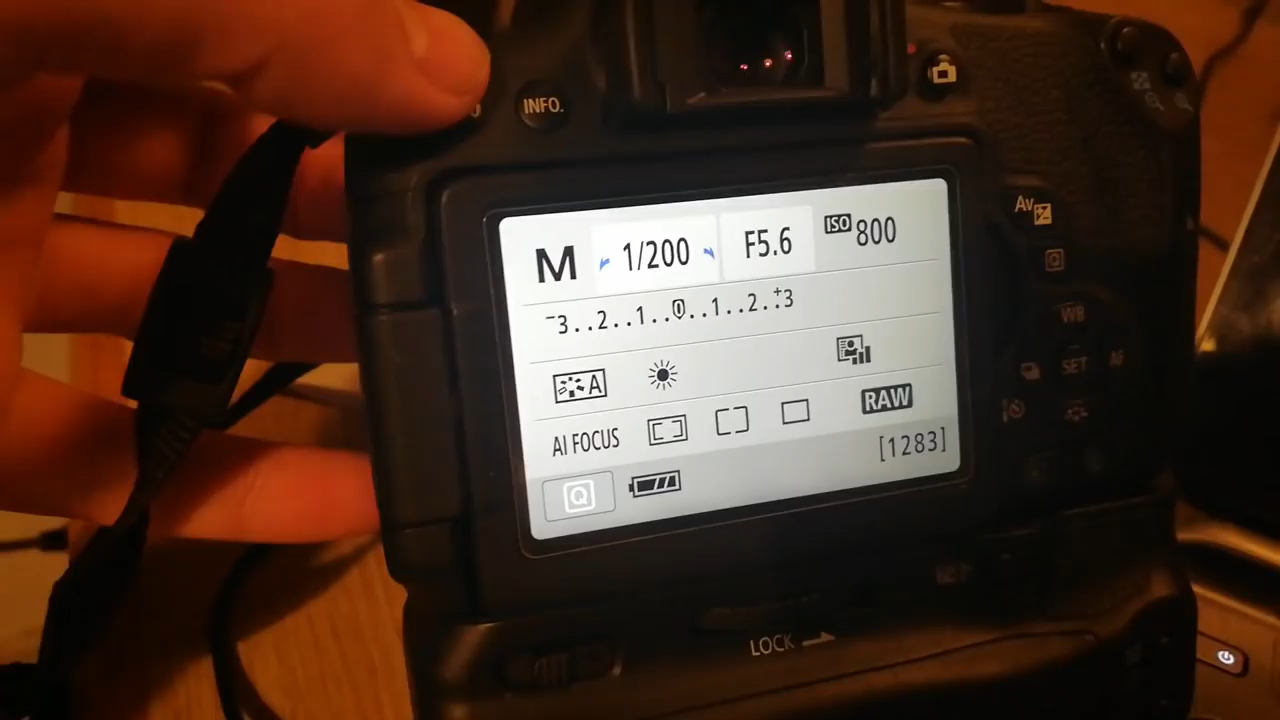 INFO.
M 1/200 F5.6 ISO 800
-3..2..1..0..1..2..+3
A
AI FOCUS RAW
[1283]
Q
Av
Q
WB
SET AF
LOCK